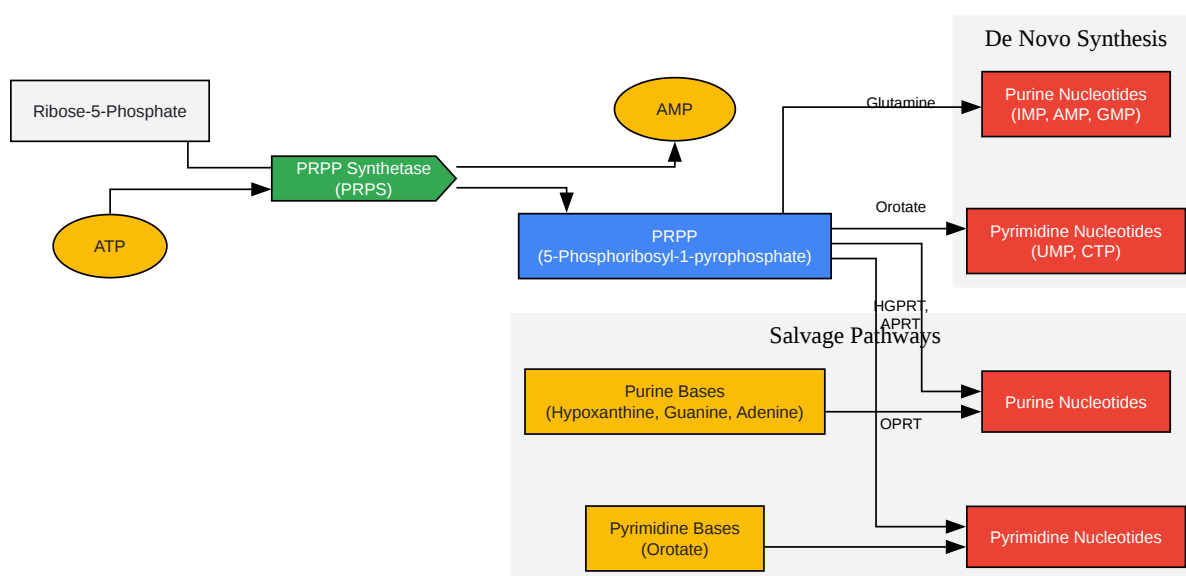 De Novo Synthesis
Ribose-5-Phosphate
AMP
Glutamine
Purine Nucleotides
(IMP, AMP, GMP)
PRPP Synthetase
(PRPS)
ATP
PRPP
(5-Phosphoribosyl-1-pyrophosphate)
Orotate
Pyrimidine Nucleotides
(UMP, CTP)
HGPRT,
APRT
Salvage Pathways
Purine Bases
(Hypoxanthine, Guanine, Adenine)
Purine Nucleotides
OPRT
Pyrimidine Bases
(Orotate)
Pyrimidine Nucleotides